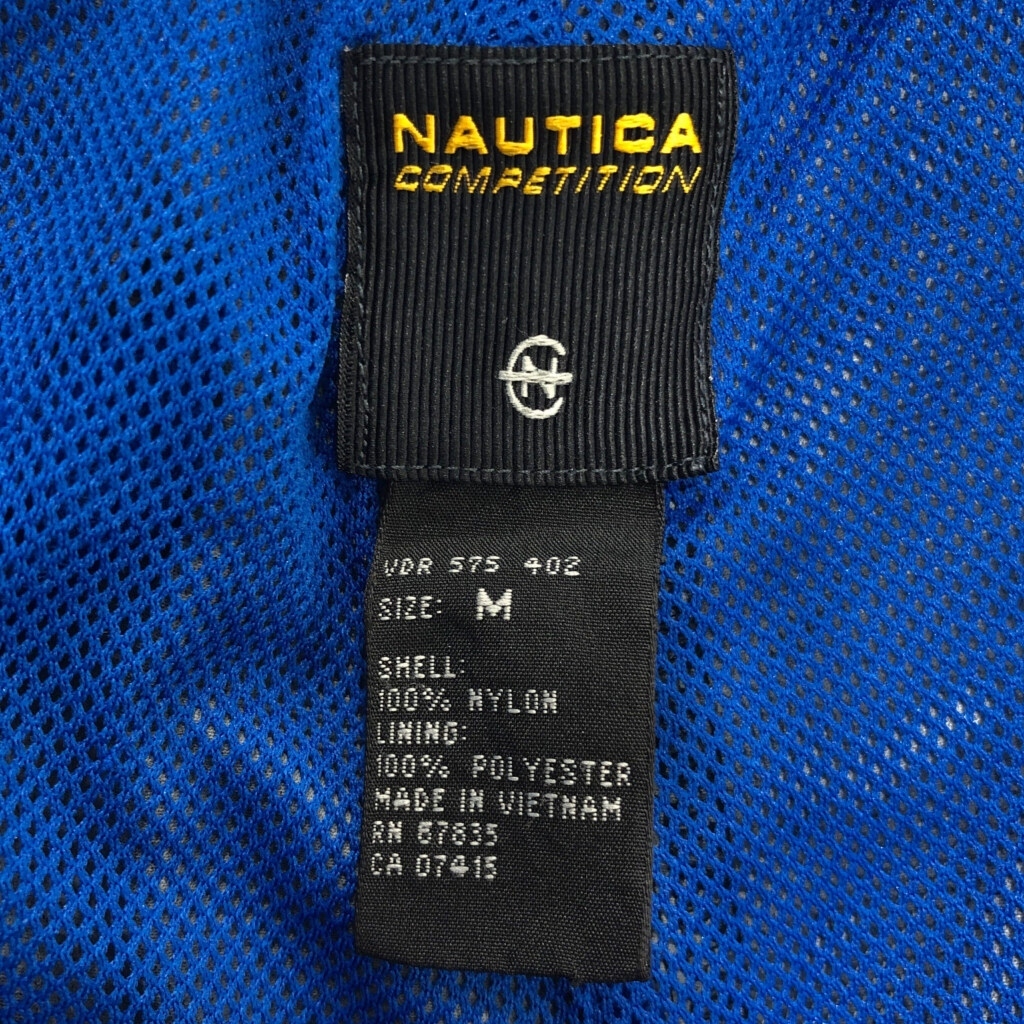 NAUTICA
COMPETITION
N
VDR 575 402
SIZE: M
SHELL:
100% NYLON
LINING:
100% POLYESTER
MADE IN VIETNAM
RN 67835
CA 07415